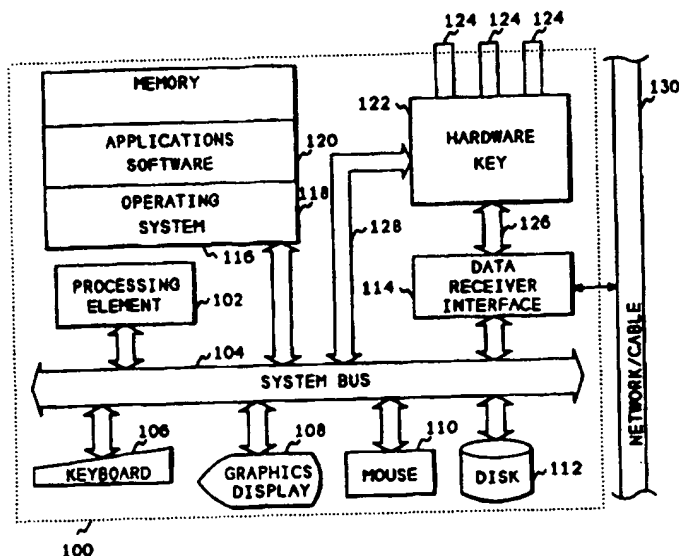 124 124 124
MEMORY
122
130
APPLICATIONS
SOFTWARE
120
HARDWARE
KEY
OPERATING
SYSTEM
118
116
128
126
PROCESSING
ELEMENT
102
114
DATA
RECEIVER
INTERFACE
104
SYSTEM BUS
NETWORK/CABLE
106
KEYBOARD
108
GRAPHICS
DISPLAY
110
MOUSE
DISK
112
100